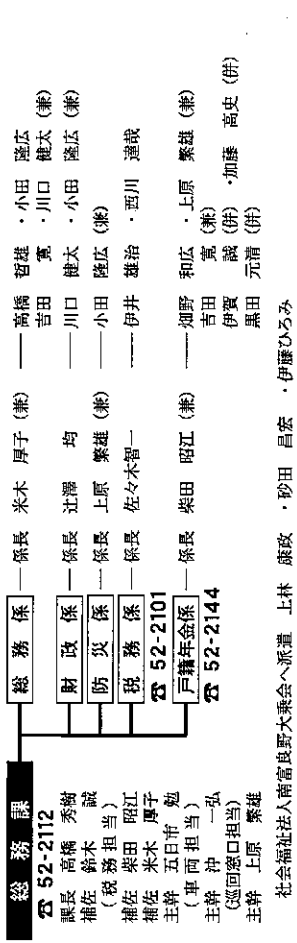 総務課
☎ 52-2112
課長 高橋 秀樹
補佐 鈴木 誠
(税務担当)
補佐 柴田 昭江
補佐 米木 厚子
主幹 五日市 勉
(車両担当)
主幹 沖 一弘
(巡回窓口担当)
主幹 上原 繁雄
総務係 ― 係長 米木 厚子 (兼) ― 高橋 哲雄 ・小田 隆広
吉田 寛 ・川口 健太 (兼)
財政係 ― 係長 辻澤 均 ― 川口 健太 ・小田 隆広 (兼)
防災係 ― 係長 上原 繁雄 (兼) ― 小田 隆広 (兼)
税務係 ― 係長 佐々木智一 ― 伊井 雄治 ・西川 達哉
☎ 52-2101
戸籍年金係 ― 係長 柴田 昭江 (兼) ― 畑野 和広 ・上原 繁雄 (兼)
☎ 52-2144
吉田 寛 (兼)
伊賀 誠 (併) ・加藤 高史 (併)
黒田 元清 (併)
社会福祉法人南富良野大乗会へ派遣 上林 康政 ・砂田 昌宏 ・伊藤ひろみ